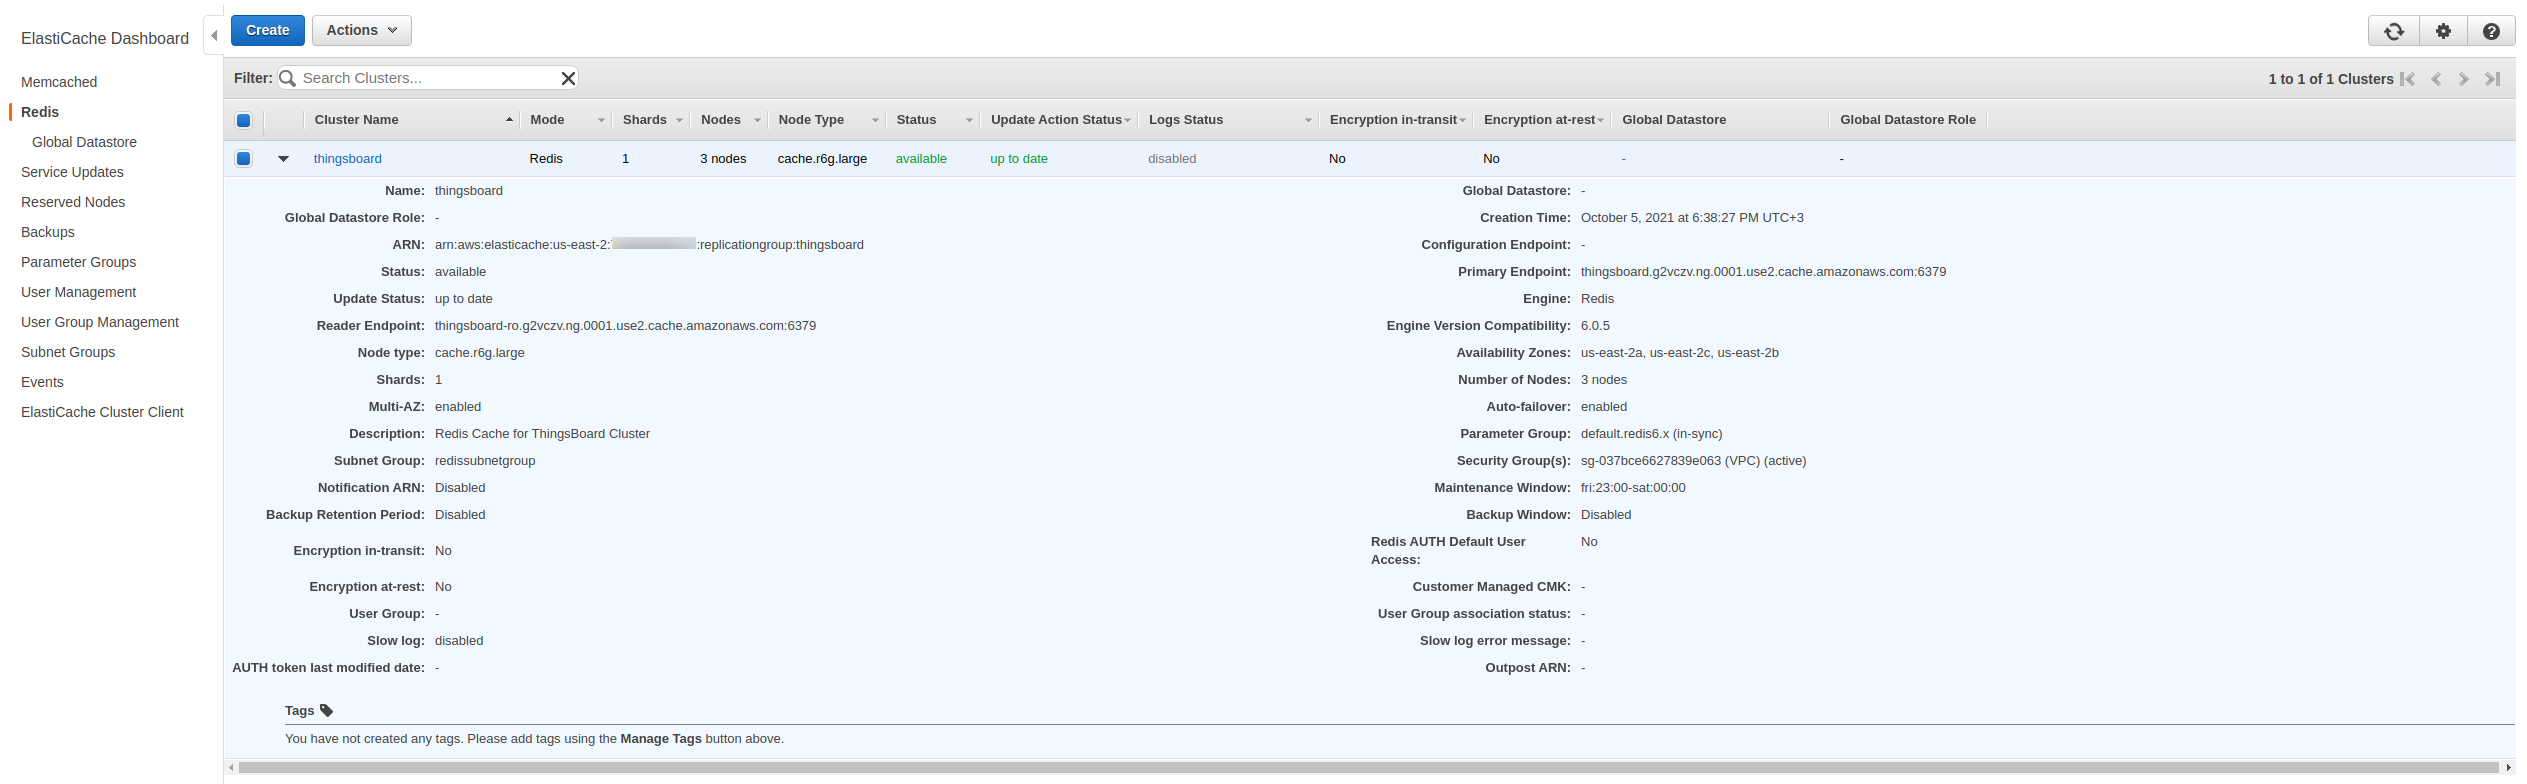 ElastiCache Dashboard
Memcached
Redis
Global Datastore
Service Updates
Reserved Nodes
Backups
Parameter Groups
User Management
User Group Management
Subnet Groups
Events
ElastiCache Cluster Client
Create Actions
Filter: Search Clusters... 1 to 1 of 1 Clusters
Cluster Name Mode Shards Nodes Node Type Status Update Action Status Logs Status Encryption in-transit Encryption at-rest Global Datastore Global Datastore Role
thingsboard Redis 1 3 nodes cache.r6g.large available up to date disabled No No - -
Name: thingsboard Global Datastore: -
Global Datastore Role: - Creation Time: October 5, 2021 at 6:38:27 PM UTC+3
ARN: arn:aws:elasticache:us-east-2: :replicationgroup:thingsboard Configuration Endpoint: -
Status: available Primary Endpoint: thingsboard.g2vczv.ng.0001.use2.cache.amazonaws.com:6379
Update Status: up to date Engine: Redis
Reader Endpoint: thingsboard-ro.g2vczv.ng.0001.use2.cache.amazonaws.com:6379 Engine Version Compatibility: 6.0.5
Node type: cache.r6g.large Availability Zones: us-east-2a, us-east-2c, us-east-2b
Shards: 1 Number of Nodes: 3 nodes
Multi-AZ: enabled Auto-failover: enabled
Description: Redis Cache for ThingsBoard Cluster Parameter Group: default.redis6.x (in-sync)
Subnet Group: redissubnetgroup Security Group(s): sg-037bce6627839e063 (VPC) (active)
Notification ARN: Disabled Maintenance Window: fri:23:00-sat:00:00
Backup Retention Period: Disabled Backup Window: Disabled
Encryption in-transit: No Redis AUTH Default User No
Access:
Encryption at-rest: No Customer Managed CMK: -
User Group: - User Group association status: -
Slow log: disabled Slow log error message: -
AUTH token last modified date: - Outpost ARN: -
Tags
You have not created any tags. Please add tags using the Manage Tags button above.